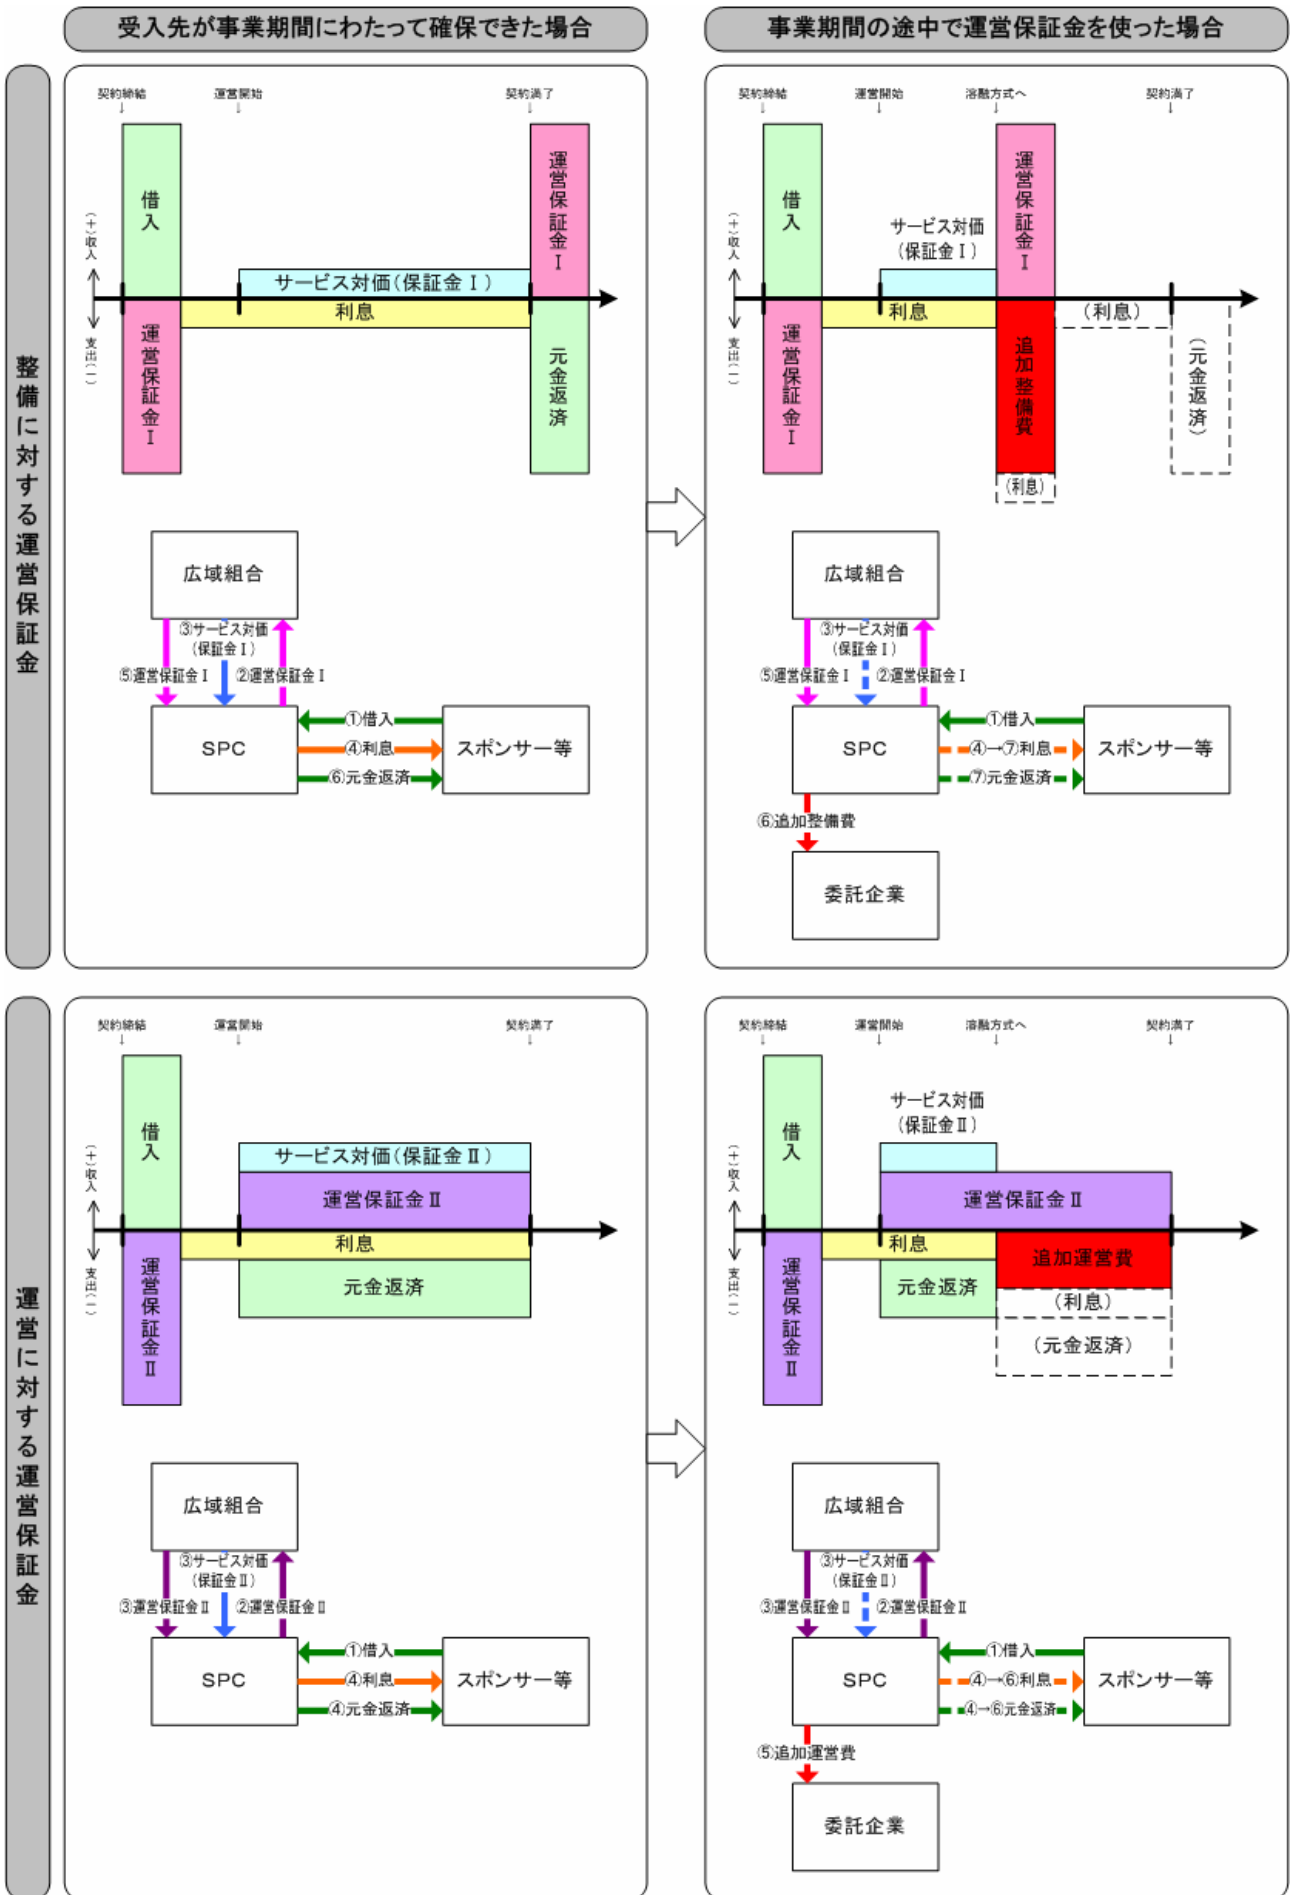 受入先が事業期間にわたって確保できた場合
事業期間の途中で運営保証金を使った場合
整備に対する運営保証金
契約締結
↓
運営開始
↓
契約満了
↓
借入
運営保証金Ⅰ
(+)収入
支出(-)
サービス対価(保証金Ⅰ)
利息
運営保証金Ⅰ
元金返済
広域組合
③サービス対価
(保証金Ⅰ)
⑤運営保証金Ⅰ
②運営保証金Ⅰ
SPC
①借入
④利息
⑥元金返済
スポンサー等
契約締結
↓
運営開始
↓
溶融方式へ
↓
契約満了
↓
借入
運営保証金Ⅰ
(+)収入
支出(-)
サービス対価
(保証金Ⅰ)
利息
運営保証金Ⅰ
追加整備費
(利息)
(利息)
(元金返済)
広域組合
③サービス対価
(保証金Ⅰ)
⑤運営保証金Ⅰ
②運営保証金Ⅰ
SPC
①借入
④→⑦利息
⑦元金返済
スポンサー等
⑥追加整備費
委託企業
運営に対する運営保証金
契約締結
↓
運営開始
↓
契約満了
↓
借入
運営保証金Ⅱ
(+)収入
支出(-)
サービス対価(保証金Ⅱ)
運営保証金Ⅱ
利息
元金返済
広域組合
③サービス対価
(保証金Ⅱ)
③運営保証金Ⅱ
②運営保証金Ⅱ
SPC
①借入
④利息
④元金返済
スポンサー等
契約締結
↓
運営開始
↓
溶融方式へ
↓
契約満了
↓
借入
運営保証金Ⅱ
(+)収入
支出(-)
サービス対価
(保証金Ⅱ)
運営保証金Ⅱ
利息
元金返済
追加運営費
(利息)
(元金返済)
広域組合
③サービス対価
(保証金Ⅱ)
③運営保証金Ⅱ
②運営保証金Ⅱ
SPC
①借入
④→⑥利息
④→⑥元金返済
スポンサー等
⑤追加運営費
委託企業